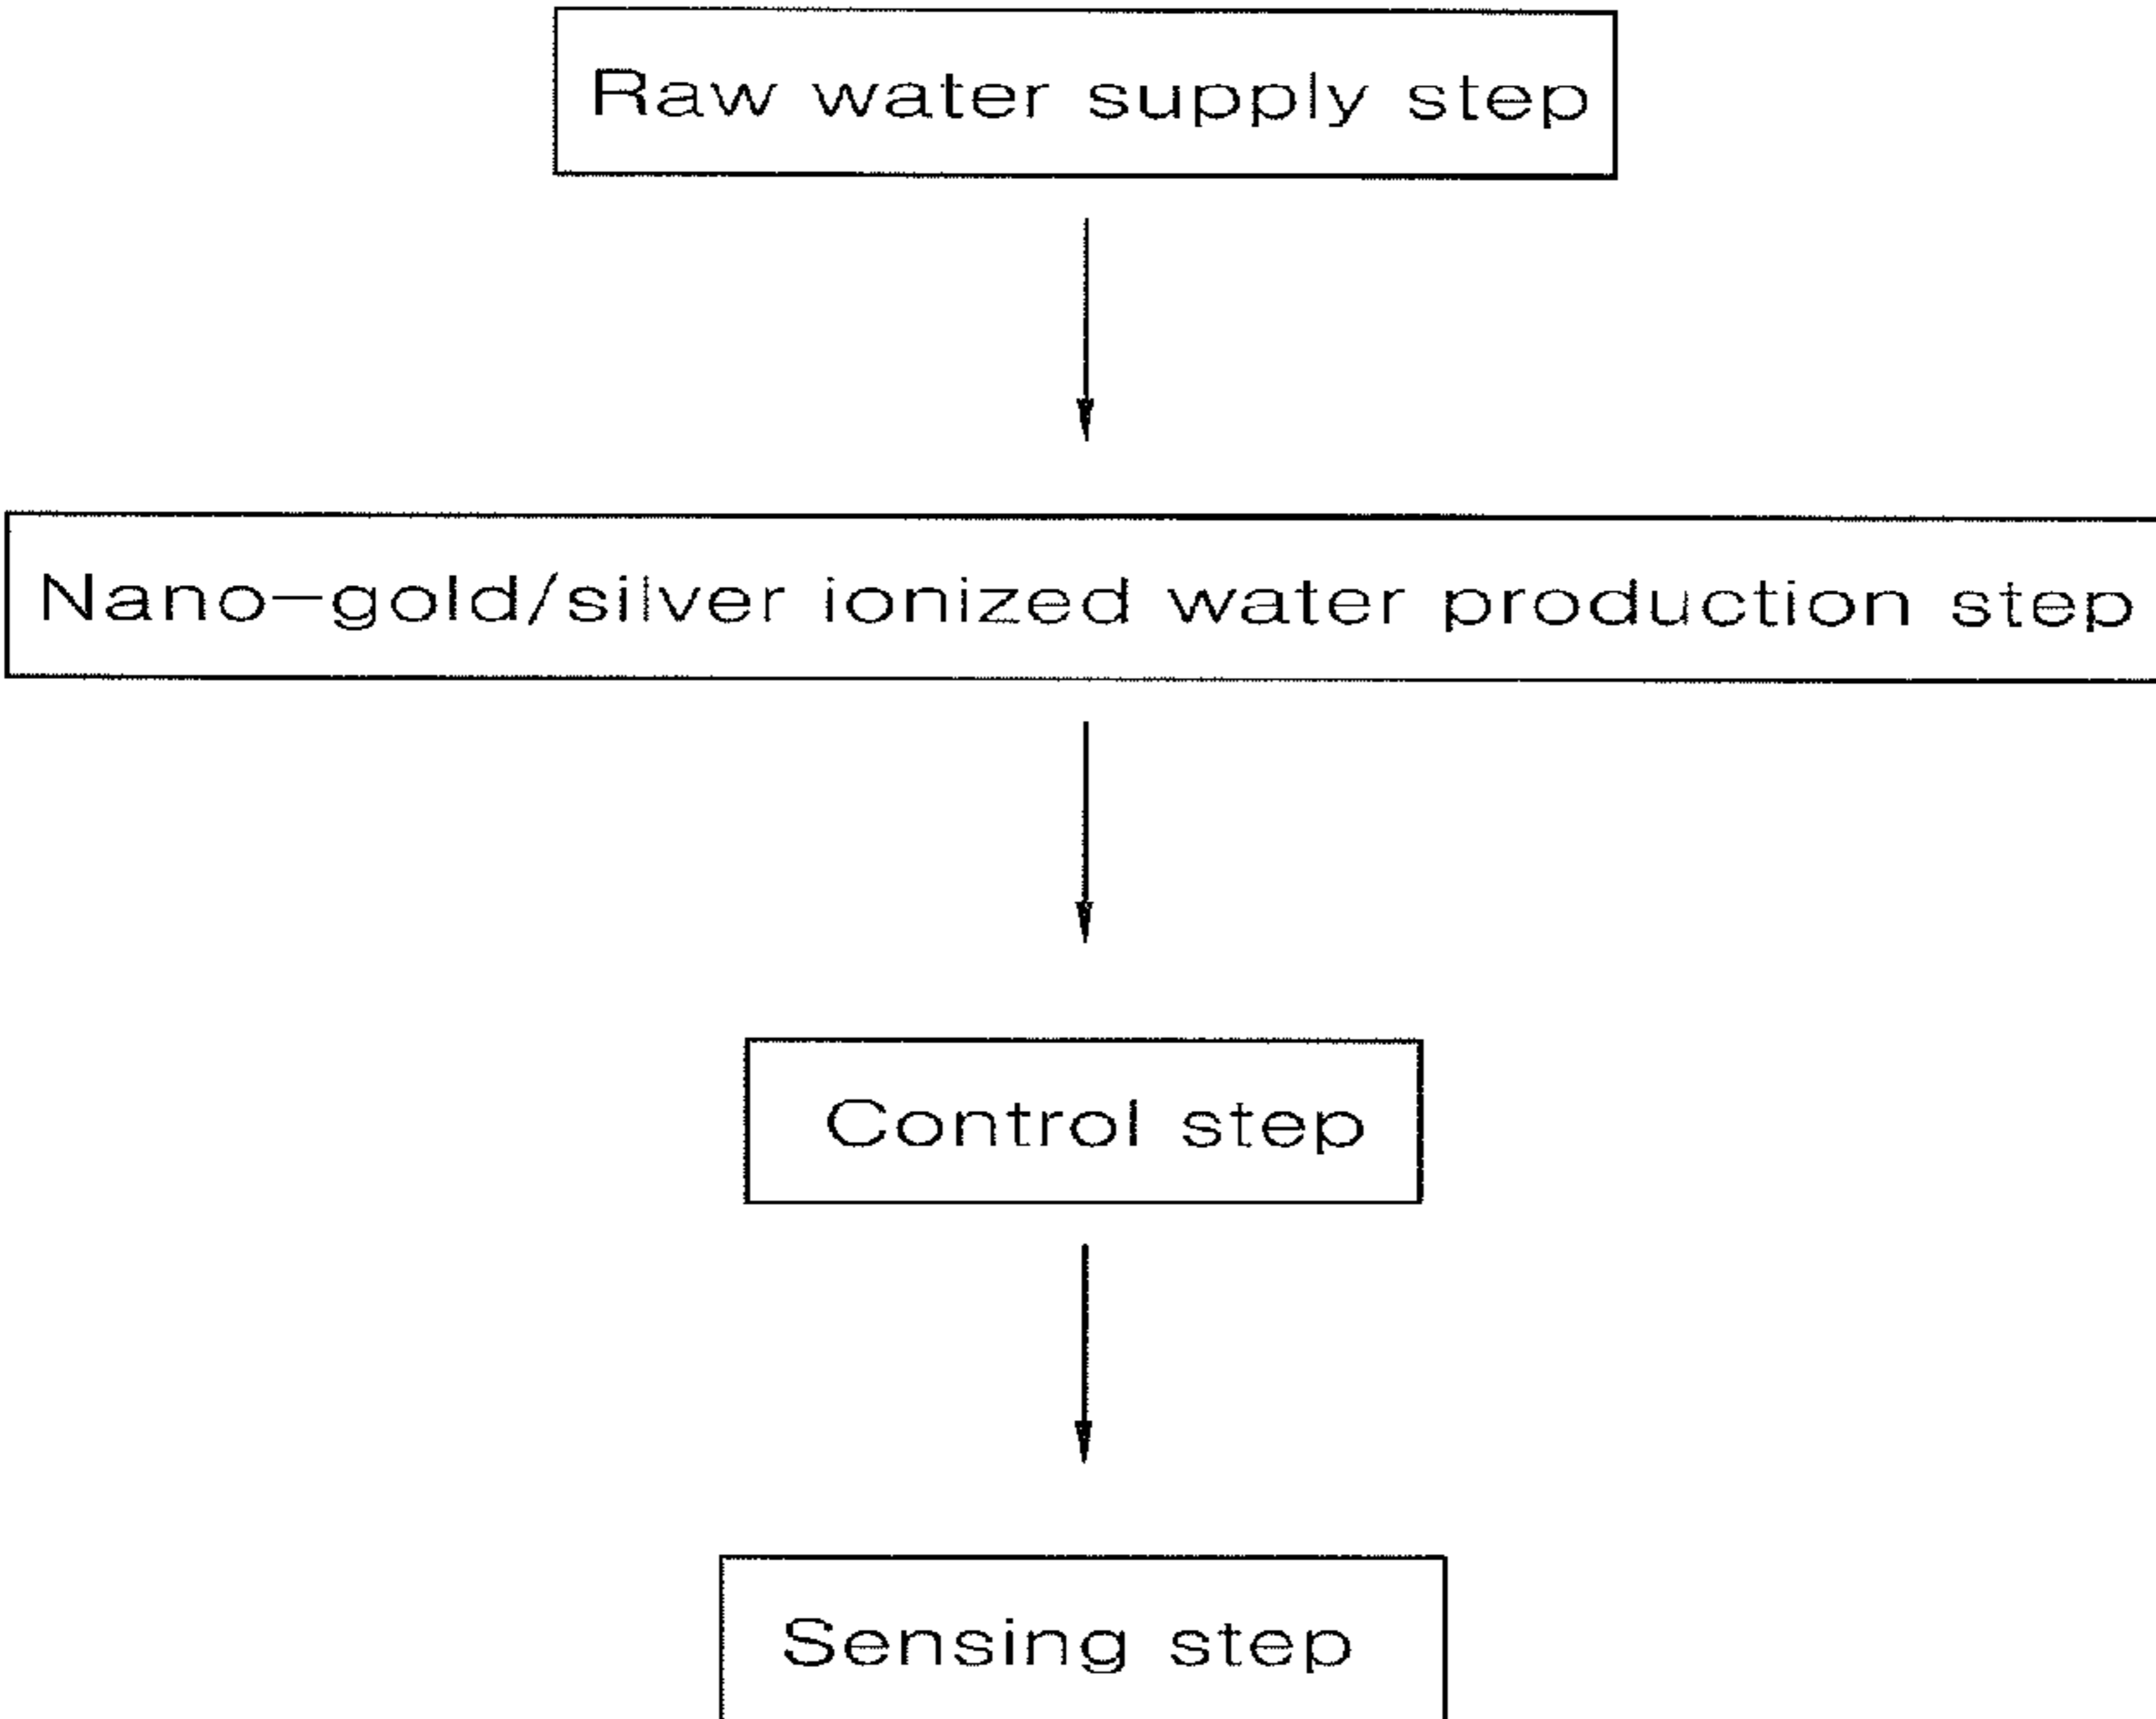 Raw water supply step
Nano-gold/silver ionized water production step
Control step
Sensing step